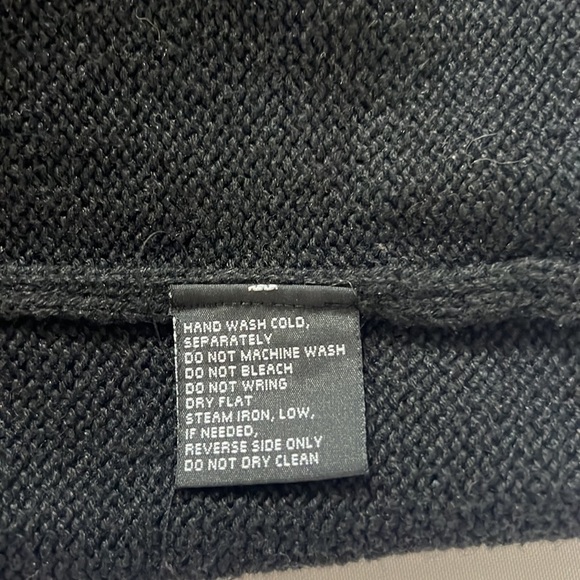 HAND WASH COLD,
SEPARATELY
DO NOT MACHINE WASH
DO NOT BLEACH
DO NOT WRING
DRY FLAT
STEAM IRON, LOW,
IF NEEDED,
REVERSE SIDE ONLY
DO NOT DRY CLEAN